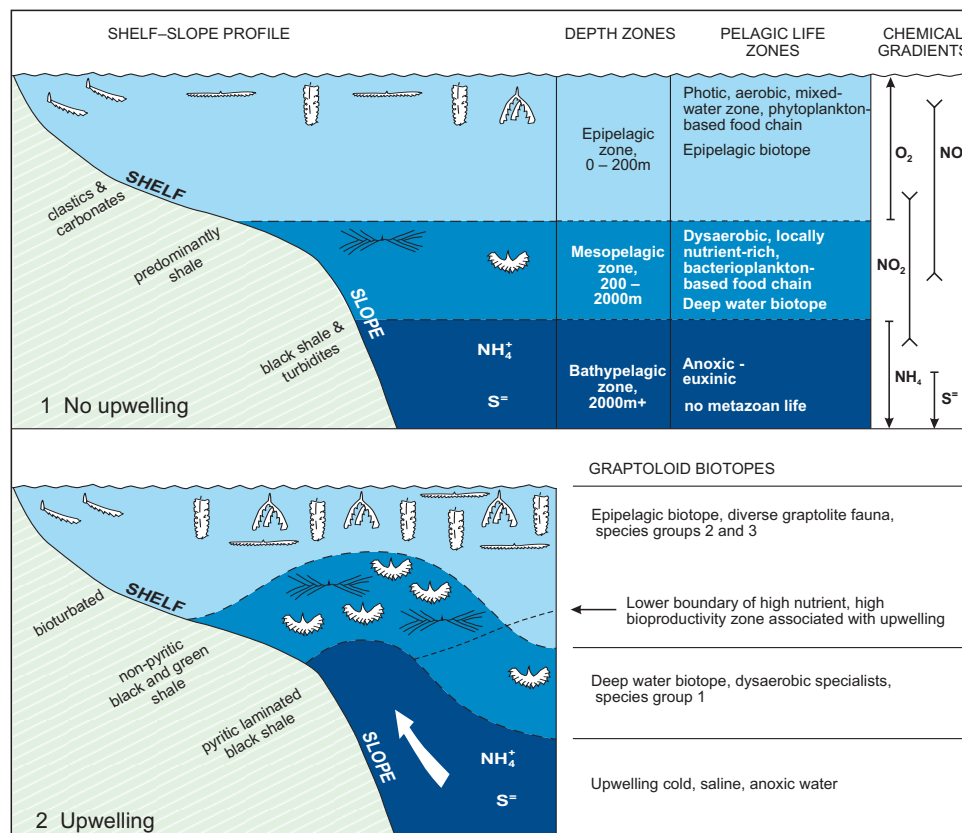 SHELF–SLOPE PROFILE
DEPTH ZONES
PELAGIC LIFE
ZONES
CHEMICAL
GRADIENTS
Photic, aerobic, mixed-
water zone, phytoplankton-
based food chain
Epipelagic biotope
Epipelagic
zone,
0 – 200m
O₂
NO
SHELF
clastics &
carbonates
predominantly
shale
SLOPE
Mesopelagic
zone,
200 –
2000m
Dysaerobic, locally
nutrient-rich,
bacterioplankton-
based food chain
Deep water biotope
NO₂
black shale &
turbidites
NH₄⁺
S⁼
Bathypelagic
zone,
2000m+
Anoxic -
euxinic
no metazoan life
NH₄
S⁼
1 No upwelling
GRAPTOLOID BIOTOPES
Epipelagic biotope, diverse graptolite fauna,
species groups 2 and 3
SHELF
bioturbated
Lower boundary of high nutrient, high
bioproductivity zone associated with upwelling
non-pyritic
black and green
shale
Deep water biotope, dysaerobic specialists,
species group 1
pyritic laminated
black shale
SLOPE
NH₄⁺
S⁼
Upwelling cold, saline, anoxic water
2 Upwelling